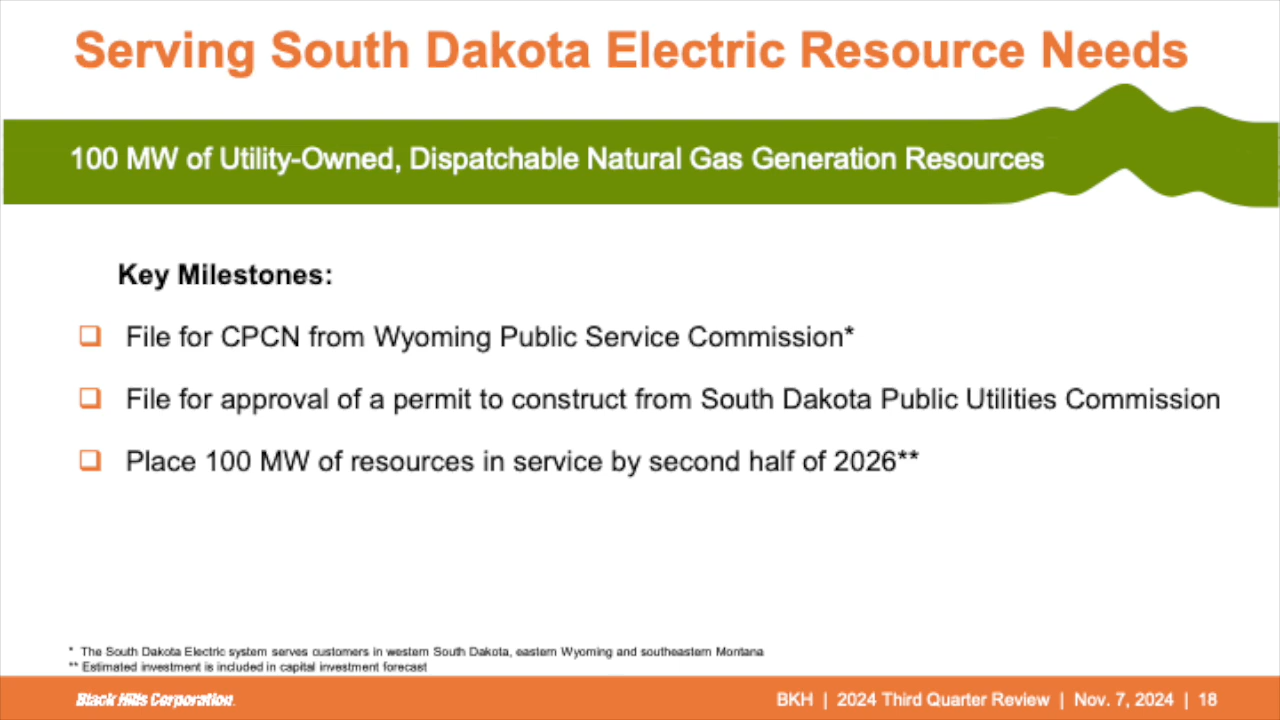 Serving South Dakota Electric Resource Needs
100 MW of Utility-Owned, Dispatchable Natural Gas Generation Resources
Key Milestones:
File for CPCN from Wyoming Public Service Commission*
File for approval of a permit to construct from South Dakota Public Utilities Commission
Place 100 MW of resources in service by second half of 2026**
* The South Dakota Electric system serves customers in western South Dakota, eastern Wyoming and southeastern Montana
** Estimated investment is included in capital investment forecast
Black Hills Corporation.
BKH | 2024 Third Quarter Review | Nov. 7, 2024 | 18